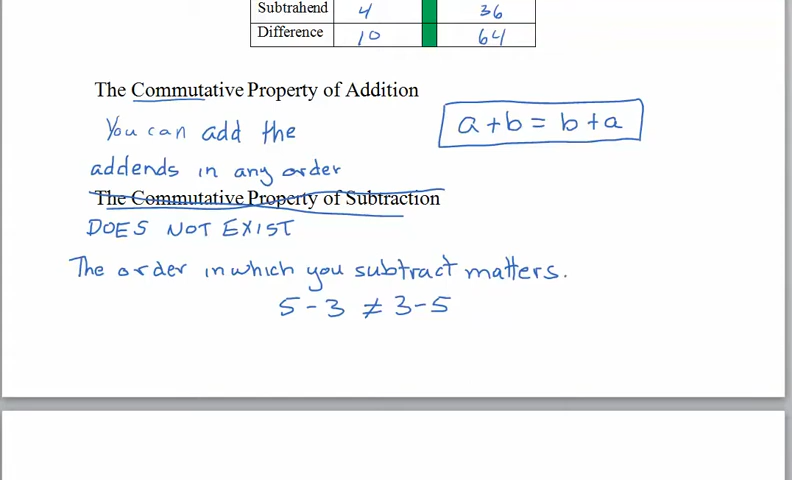 Subtrahend 4 36
Difference 10 64
The Commutative Property of Addition
You can add the
a+b = b+a
addends in any order
The Commutative Property of Subtraction
DOES NOT EXIST
The order in which you subtract matters.
5-3 ≠ 3-5